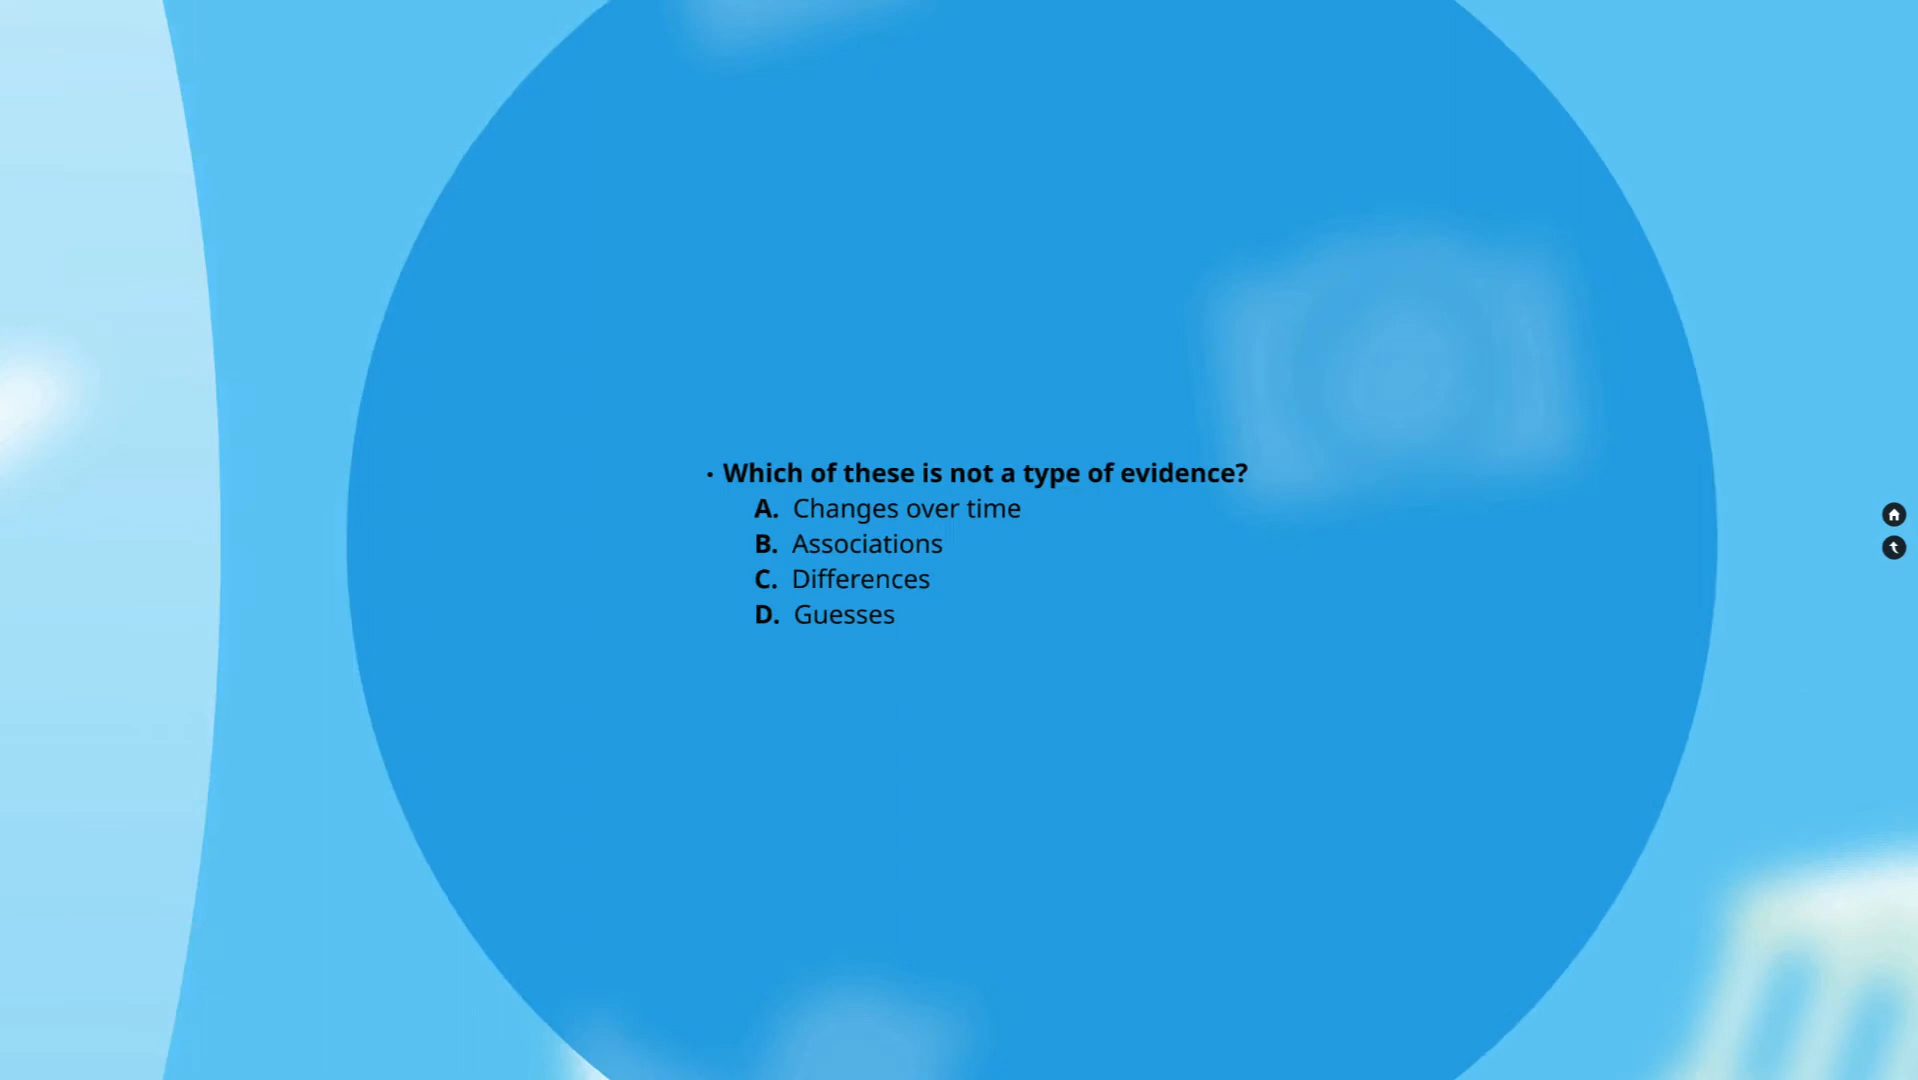 · Which of these is not a type of evidence?
A. Changes over time
B. Associations
C. Differences
D. Guesses